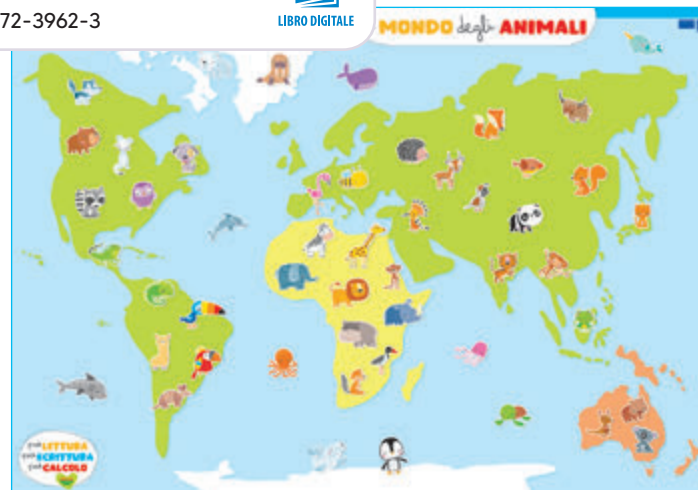 72-3962-3
LIBRO DIGITALE
MONDO degli ANIMALI
più LETTURA
più SCRITTURA
più CALCOLO